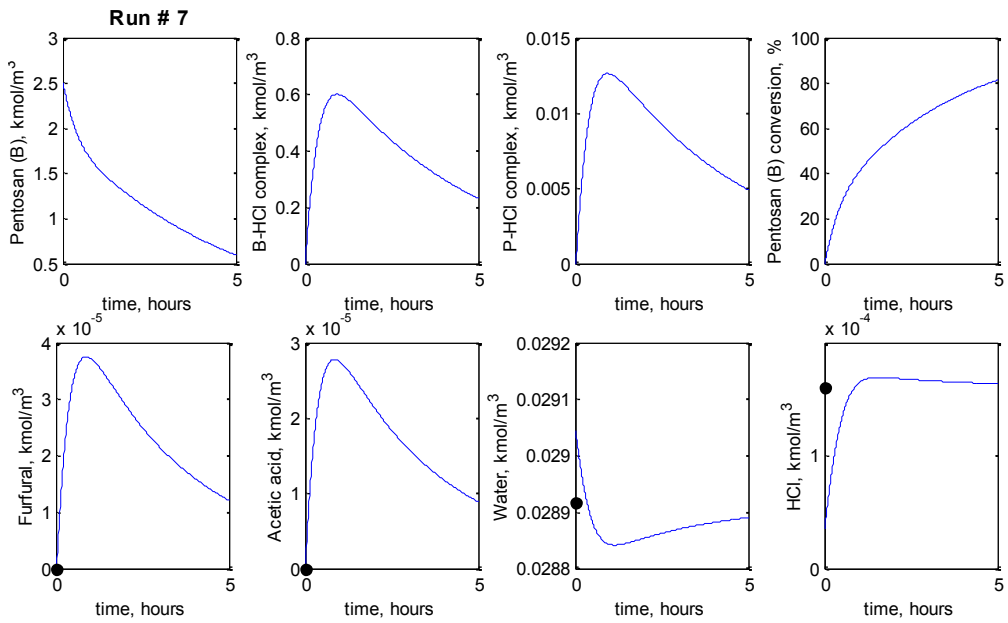 Run # 7
Pentosan (B), kmol/m³
3
2.5
2
1.5
1
0.5
0
5
time, hours
B-HCl complex, kmol/m³
0.8
0.6
0.4
0.2
0
0
5
time, hours
P-HCl complex, kmol/m³
0.015
0.01
0.005
0
0
5
time, hours
Pentosan (B) conversion, %
100
80
60
40
20
0
0
5
time, hours
x 10⁻⁵
Furfural, kmol/m³
4
3
2
1
0
0
5
time, hours
x 10⁻⁵
Acetic acid, kmol/m³
3
2
1
0
0
5
time, hours
Water, kmol/m³
0.0292
0.0291
0.029
0.0289
0.0288
0
5
time, hours
x 10⁻⁴
HCl, kmol/m³
2
1
0
0
5
time, hours